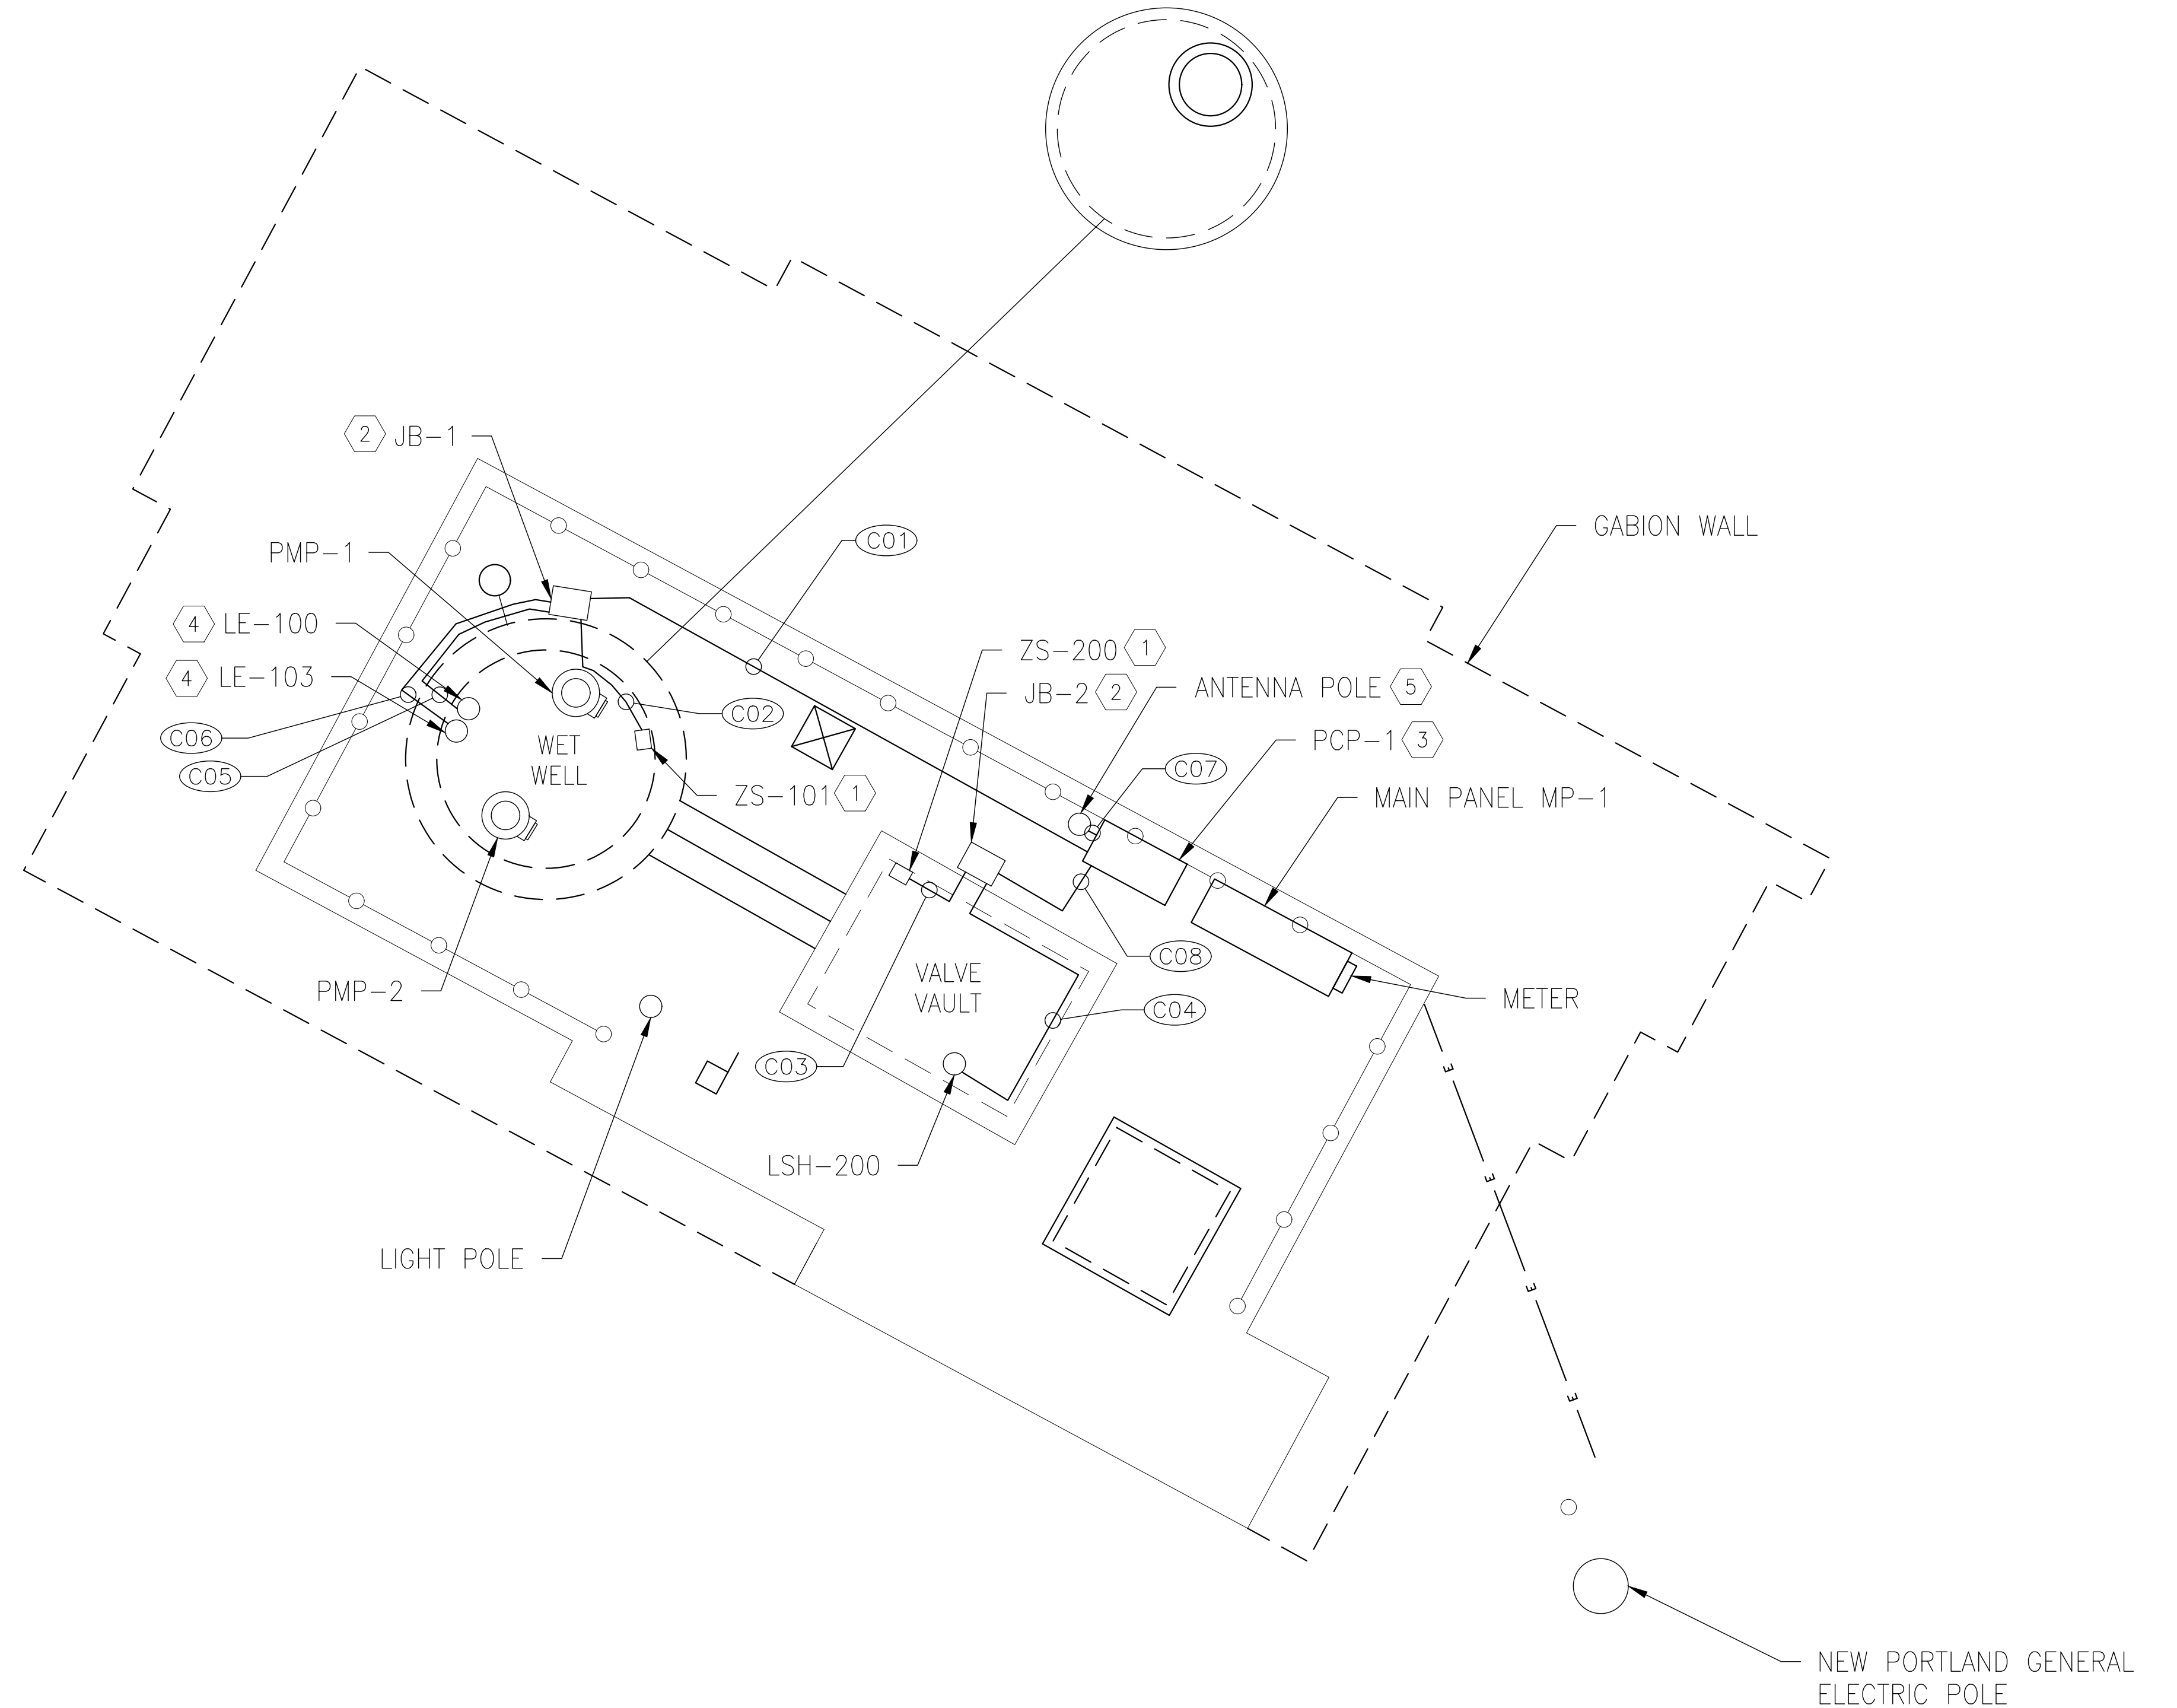 2 JB-1
GABION WALL
C01
PMP-1
4 LE-100
ZS-200 1
4 LE-103
JB-2 2
ANTENNA POLE 5
C02
C06
PCP-1 3
WET
WELL
C07
C05
ZS-101 1
MAIN PANEL MP-1
C08
VALVE
VAULT
PMP-2
METER
C04
C03
E
LSH-200
E
LIGHT POLE
E
E
NEW PORTLAND GENERAL
ELECTRIC POLE